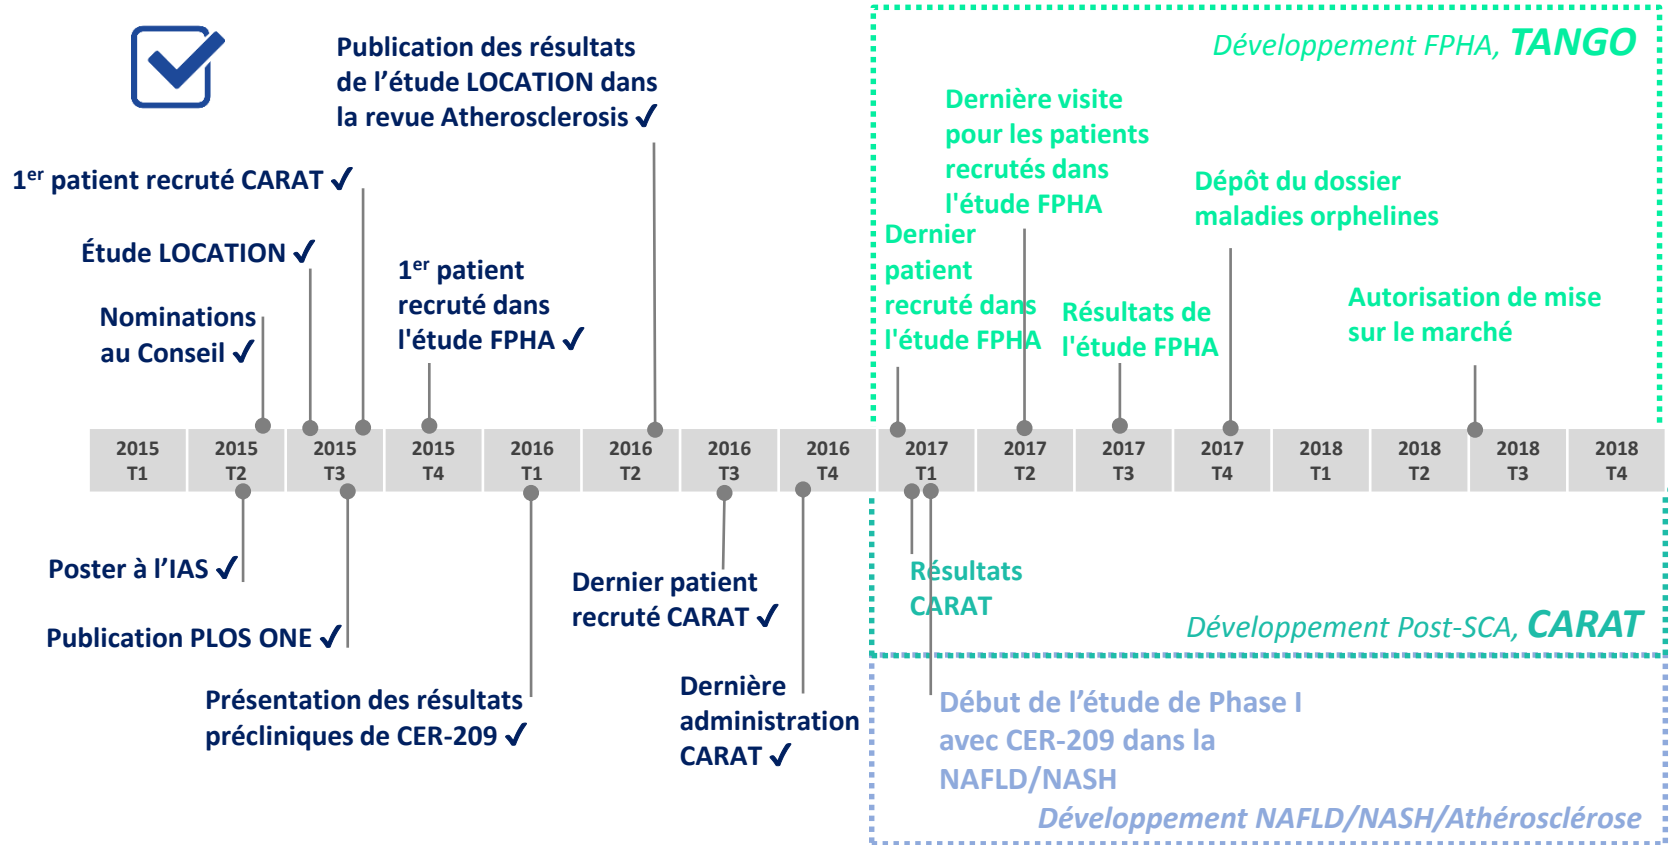 Publication des résultats
de l’étude LOCATION dans
la revue Atherosclerosis ✓
1er patient recruté CARAT ✓
Étude LOCATION ✓
Nominations
au Conseil ✓
1er patient
recruté dans
l'étude FPHA ✓
Développement FPHA, TANGO
Dernière visite
pour les patients
recrutés dans
l'étude FPHA
Dernier
patient
recruté dans
l'étude FPHA
Résultats de
l'étude FPHA
Dépôt du dossier
maladies orphelines
Autorisation de mise
sur le marché
2015
T1
2015
T2
2015
T3
2015
T4
2016
T1
2016
T2
2016
T3
2016
T4
2017
T1
2017
T2
2017
T3
2017
T4
2018
T1
2018
T2
2018
T3
2018
T4
Poster à l’IAS ✓
Publication PLOS ONE ✓
Présentation des résultats
précliniques de CER-209 ✓
Dernier patient
recruté CARAT ✓
Dernière
administration
CARAT ✓
Résultats
CARAT
Développement Post-SCA, CARAT
Début de l’étude de Phase I
avec CER-209 dans la
NAFLD/NASH
Développement NAFLD/NASH/Athérosclérose